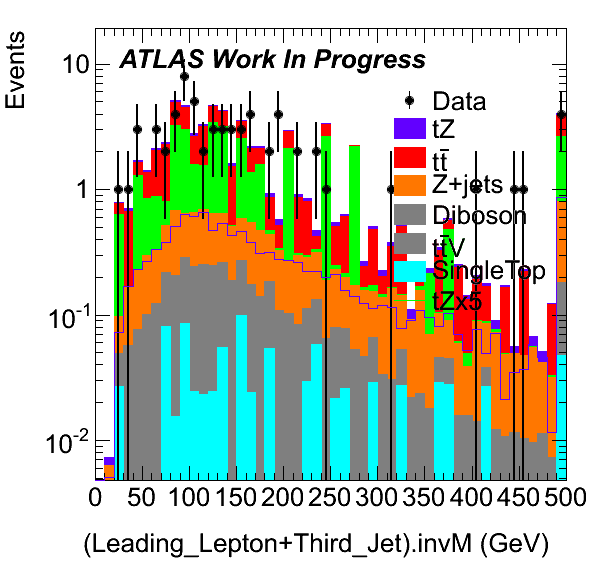 Events
ATLAS Work In Progress
10
1
10⁻¹
10⁻²
Data
tZ
tt̄
Z+jets
Diboson
tt̄V
SingleTop
tZx5
0 50 100 150 200 250 300 350 400 450 500
(Leading_Lepton+Third_Jet).invM (GeV)